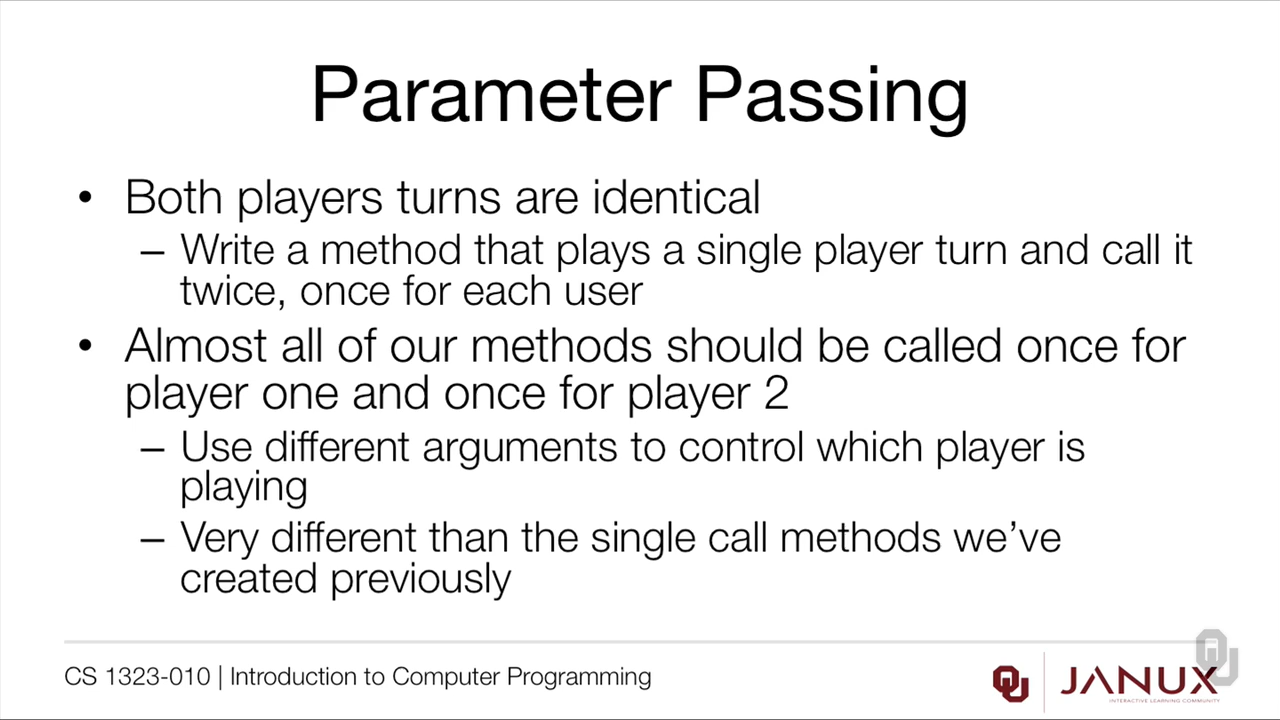 Parameter Passing
• Both players turns are identical
– Write a method that plays a single player turn and call it
twice, once for each user
• Almost all of our methods should be called once for
player one and once for player 2
– Use different arguments to control which player is
playing
– Very different than the single call methods we’ve
created previously
CS 1323-010 | Introduction to Computer Programming
JANUX
INTERACTIVE LEARNING COMMUNITY